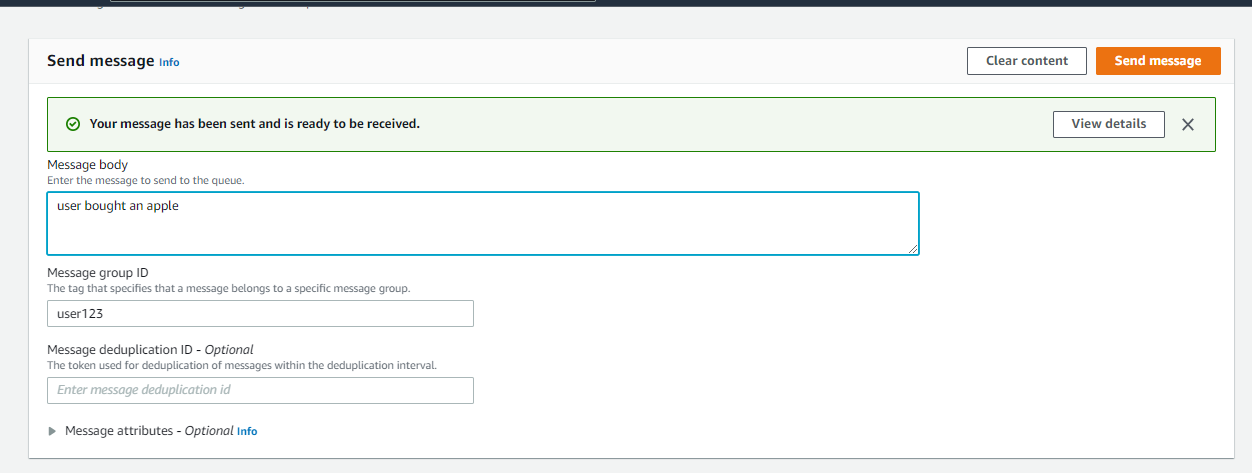 Send message Info
Clear content
Send message
Your message has been sent and is ready to be received.
View details
Message body
Enter the message to send to the queue.
user bought an apple
Message group ID
The tag that specifies that a message belongs to a specific message group.
user123
Message deduplication ID - Optional
The token used for deduplication of messages within the deduplication interval.
Enter message deduplication id
Message attributes - Optional Info